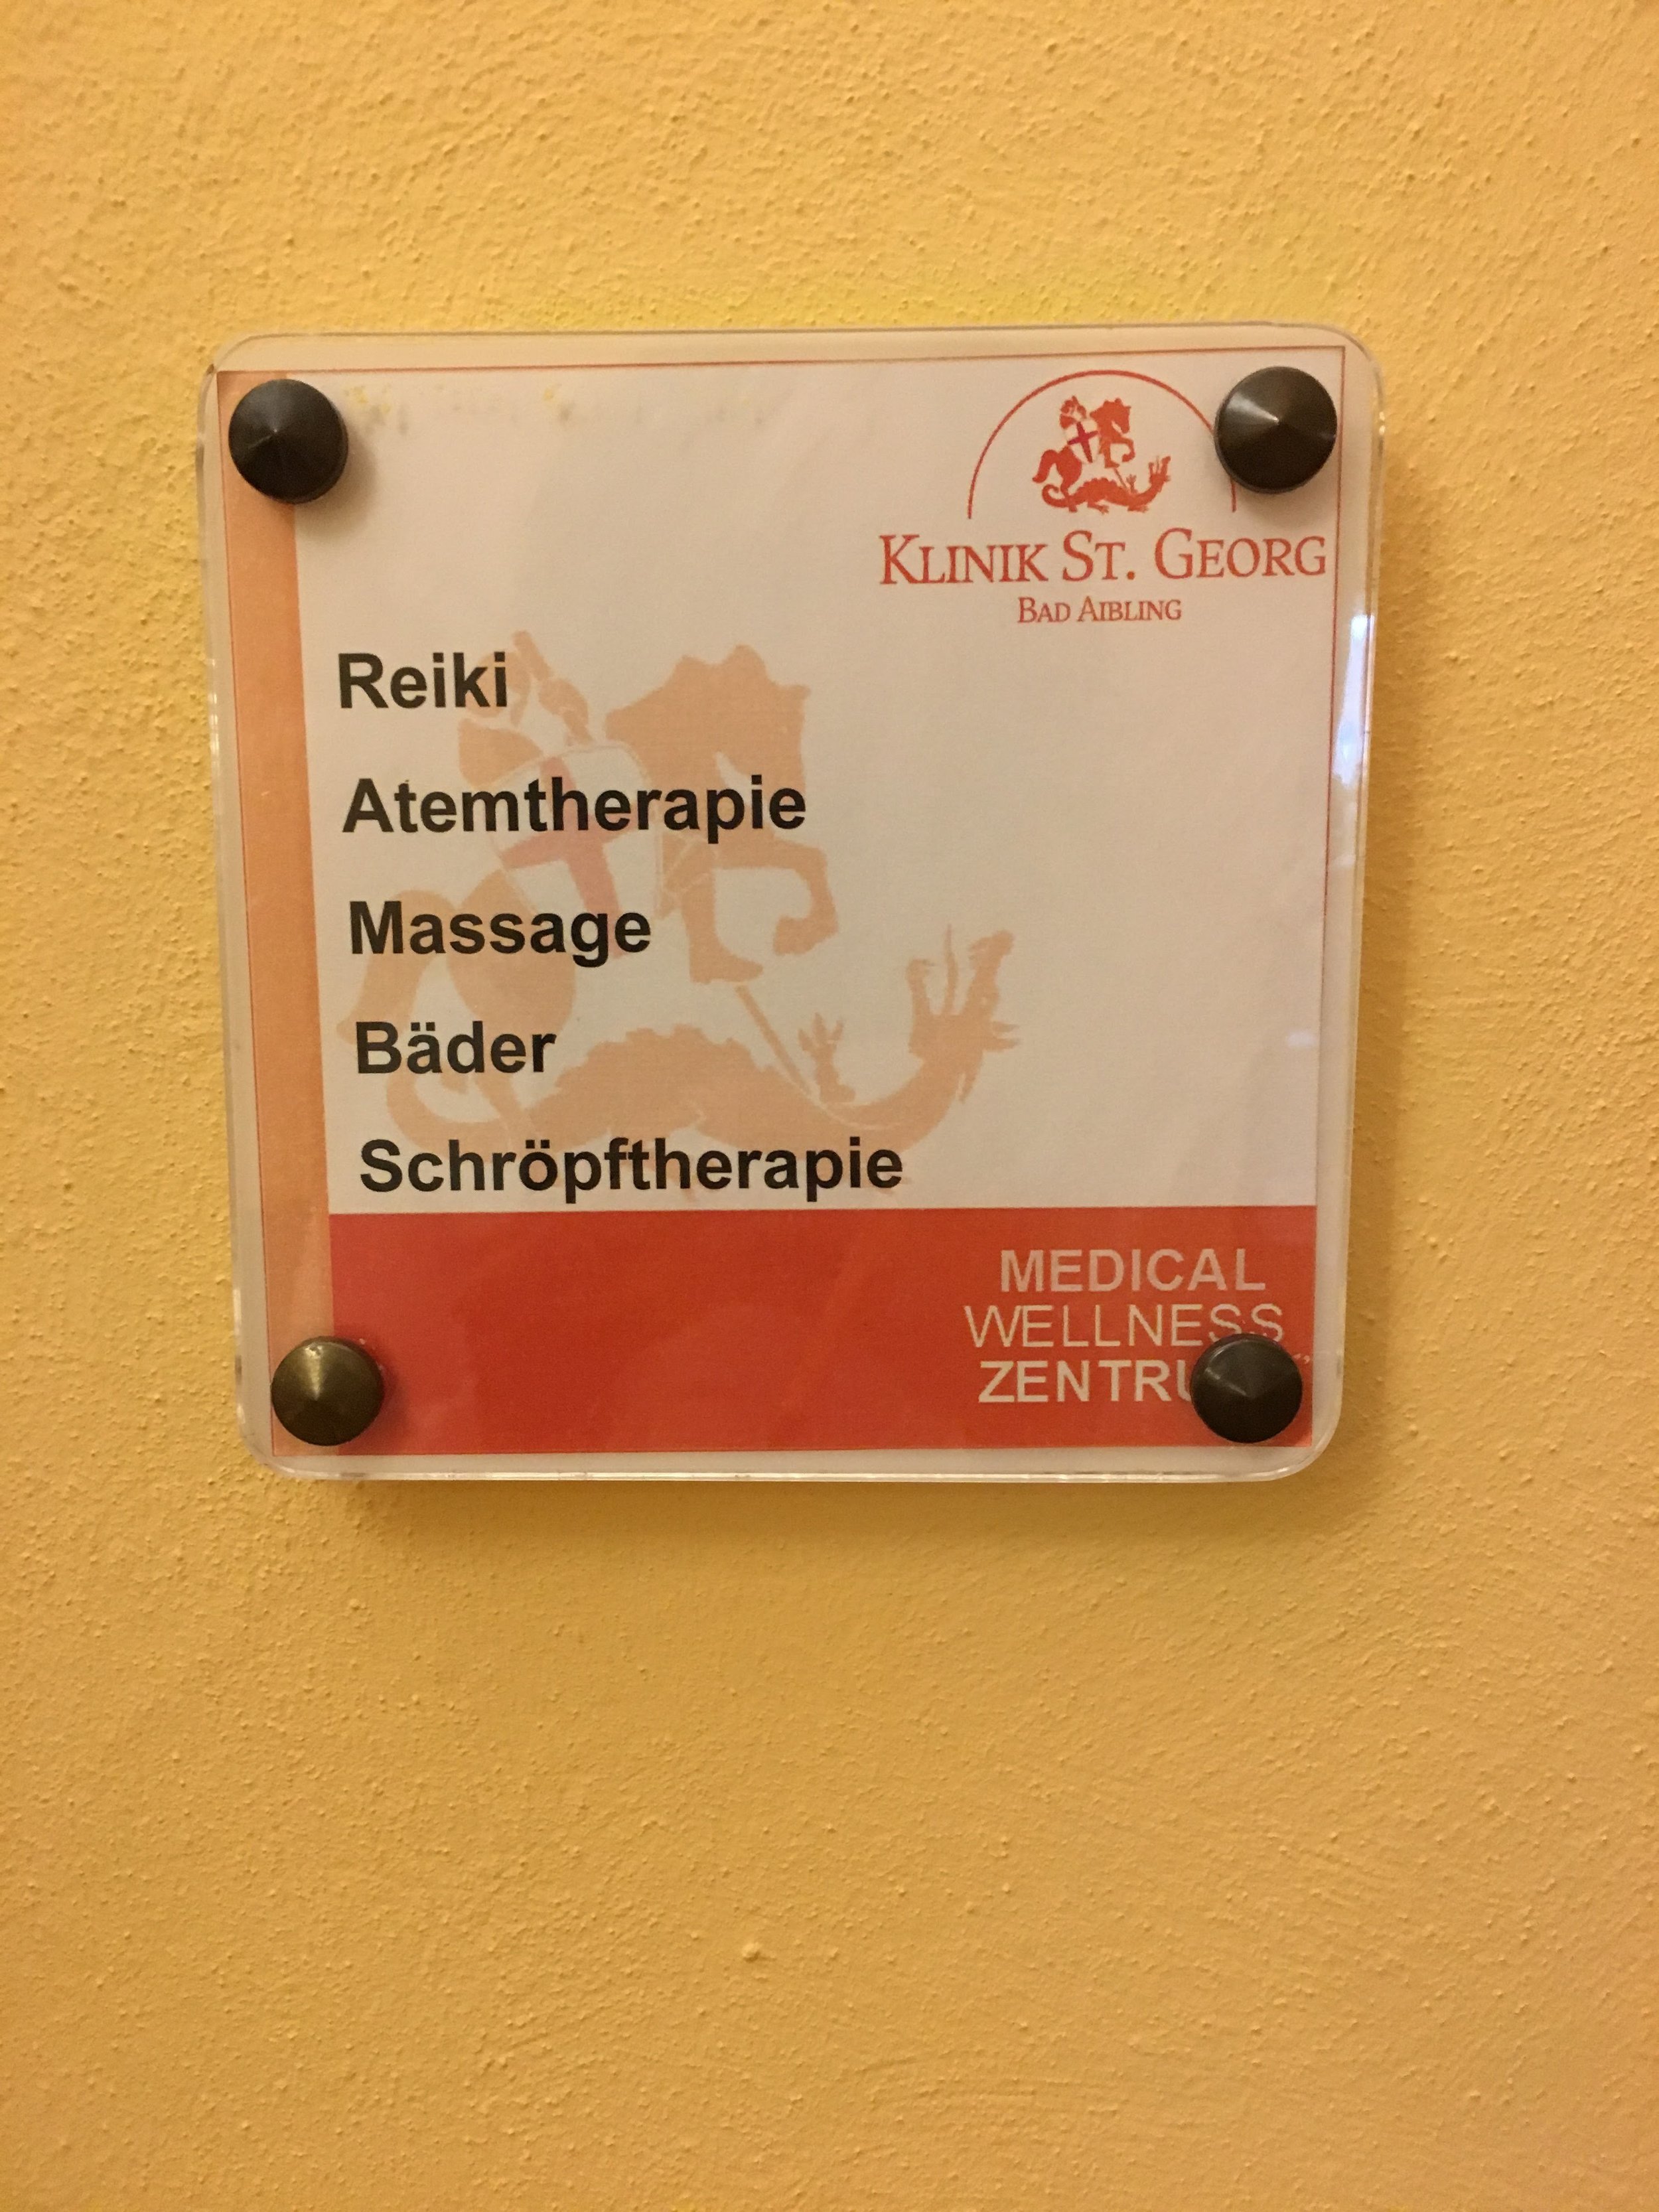 KLINIK ST. GEORG
BAD AIBLING
Reiki
Atemtherapie
Massage
Bäder
Schröpftherapie
MEDICAL
WELLNESS